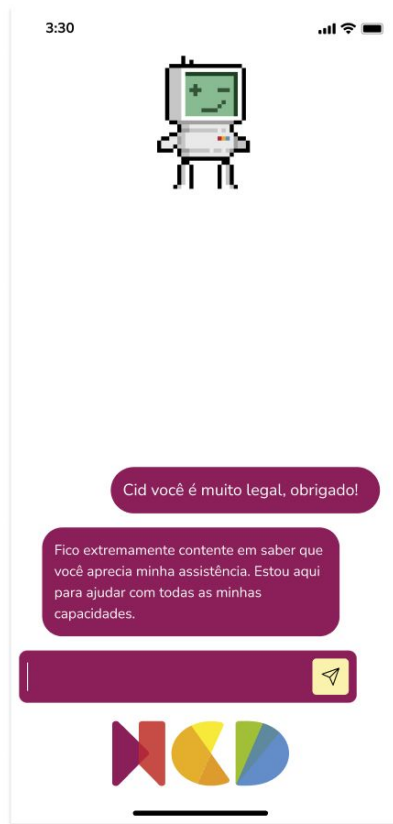 3:30
Cid você é muito legal, obrigado!
Fico extremamente contente em saber que
você aprecia minha assistência. Estou aqui
para ajudar com todas as minhas
capacidades.
NCD